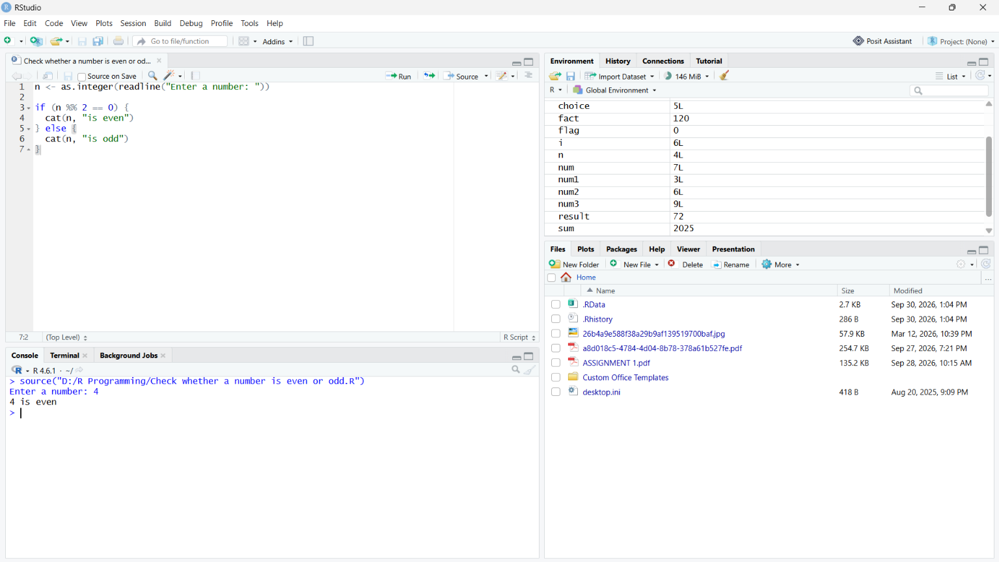 RStudio
File Edit Code View Plots Session Build Debug Profile Tools Help
Go to file/function Addins Posit Assistant Project: (None)
Check whether a number is even or od...
Source on Save Run Source
1 n <- as.integer(readline("Enter a number: "))
2
3 if (n %% 2 == 0) {
4 cat(n, "is even")
5 } else {
6 cat(n, "is odd")
7 }
7:2 (Top Level) R Script
Console Terminal Background Jobs
R 4.6.1 · ~/
> source("D:/R Programming/Check whether a number is even or odd.R")
Enter a number: 4
4 is even
>
Environment History Connections Tutorial
Import Dataset 146 MiB List
R Global Environment
choice 5L
fact 120
flag 0
i 6L
n 4L
num 7L
num1 3L
num2 6L
num3 9L
result 72
sum 2025
Files Plots Packages Help Viewer Presentation
New Folder New File Delete Rename More
Home ...
Name Size Modified
.RData 2.7 KB Sep 30, 2026, 1:04 PM
.Rhistory 286 B Sep 30, 2026, 1:04 PM
26b4a9e588f38a29b9af139519700baf.jpg 57.9 KB Mar 12, 2026, 10:39 PM
a8d018c5-4784-4d04-8b78-378a61b527fe.pdf 254.7 KB Sep 27, 2026, 7:21 PM
ASSIGNMENT 1.pdf 135.2 KB Sep 28, 2026, 10:15 AM
Custom Office Templates
desktop.ini 418 B Aug 20, 2025, 9:09 PM